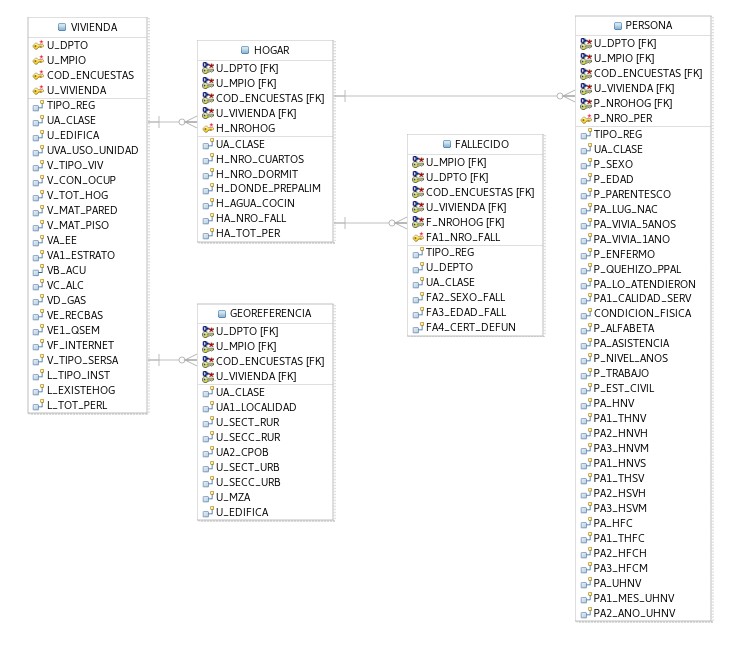 VIVIENDA
U_DPTO
U_MPIO
COD_ENCUESTAS
U_VIVIENDA
TIPO_REG
UA_CLASE
U_EDIFICA
UVA_USO_UNIDAD
V_TIPO_VIV
V_CON_OCUP
V_TOT_HOG
V_MAT_PARED
V_MAT_PISO
VA_EE
VA1_ESTRATO
VB_ACU
VC_ALC
VD_GAS
VE_RECBAS
VE1_QSEM
VF_INTERNET
V_TIPO_SERSA
L_TIPO_INST
L_EXISTEHOG
L_TOT_PERL
HOGAR
U_DPTO [FK]
U_MPIO [FK]
COD_ENCUESTAS [FK]
U_VIVIENDA [FK]
H_NROHOG
UA_CLASE
H_NRO_CUARTOS
H_NRO_DORMIT
H_DONDE_PREPALIM
H_AGUA_COCIN
HA_NRO_FALL
HA_TOT_PER
GEOREFERENCIA
U_DPTO [FK]
U_MPIO [FK]
COD_ENCUESTAS [FK]
U_VIVIENDA [FK]
UA_CLASE
UA1_LOCALIDAD
U_SECT_RUR
U_SECC_RUR
UA2_CPOB
U_SECT_URB
U_SECC_URB
U_MZA
U_EDIFICA
FALLECIDO
U_MPIO [FK]
U_DPTO [FK]
COD_ENCUESTAS [FK]
U_VIVIENDA [FK]
F_NROHOG [FK]
FA1_NRO_FALL
TIPO_REG
U_DEPTO
UA_CLASE
FA2_SEXO_FALL
FA3_EDAD_FALL
FA4_CERT_DEFUN
PERSONA
U_DPTO [FK]
U_MPIO [FK]
COD_ENCUESTAS [FK]
U_VIVIENDA [FK]
P_NROHOG [FK]
P_NRO_PER
TIPO_REG
UA_CLASE
P_SEXO
P_EDAD
P_PARENTESCO
PA_LUG_NAC
PA_VIVIA_5ANOS
PA_VIVIA_1ANO
P_ENFERMO
P_QUEHIZO_PPAL
PA_LO_ATENDIERON
PA1_CALIDAD_SERV
CONDICION_FISICA
P_ALFABETA
PA_ASISTENCIA
P_NIVEL_ANOS
P_TRABAJO
P_EST_CIVIL
PA_HNV
PA1_THNV
PA2_HNVH
PA3_HNVM
PA1_HNVS
PA1_THSV
PA2_HSVH
PA3_HSVM
PA_HFC
PA1_THFC
PA2_HFCH
PA3_HFCM
PA_UHNV
PA1_MES_UHNV
PA2_ANO_UHNV